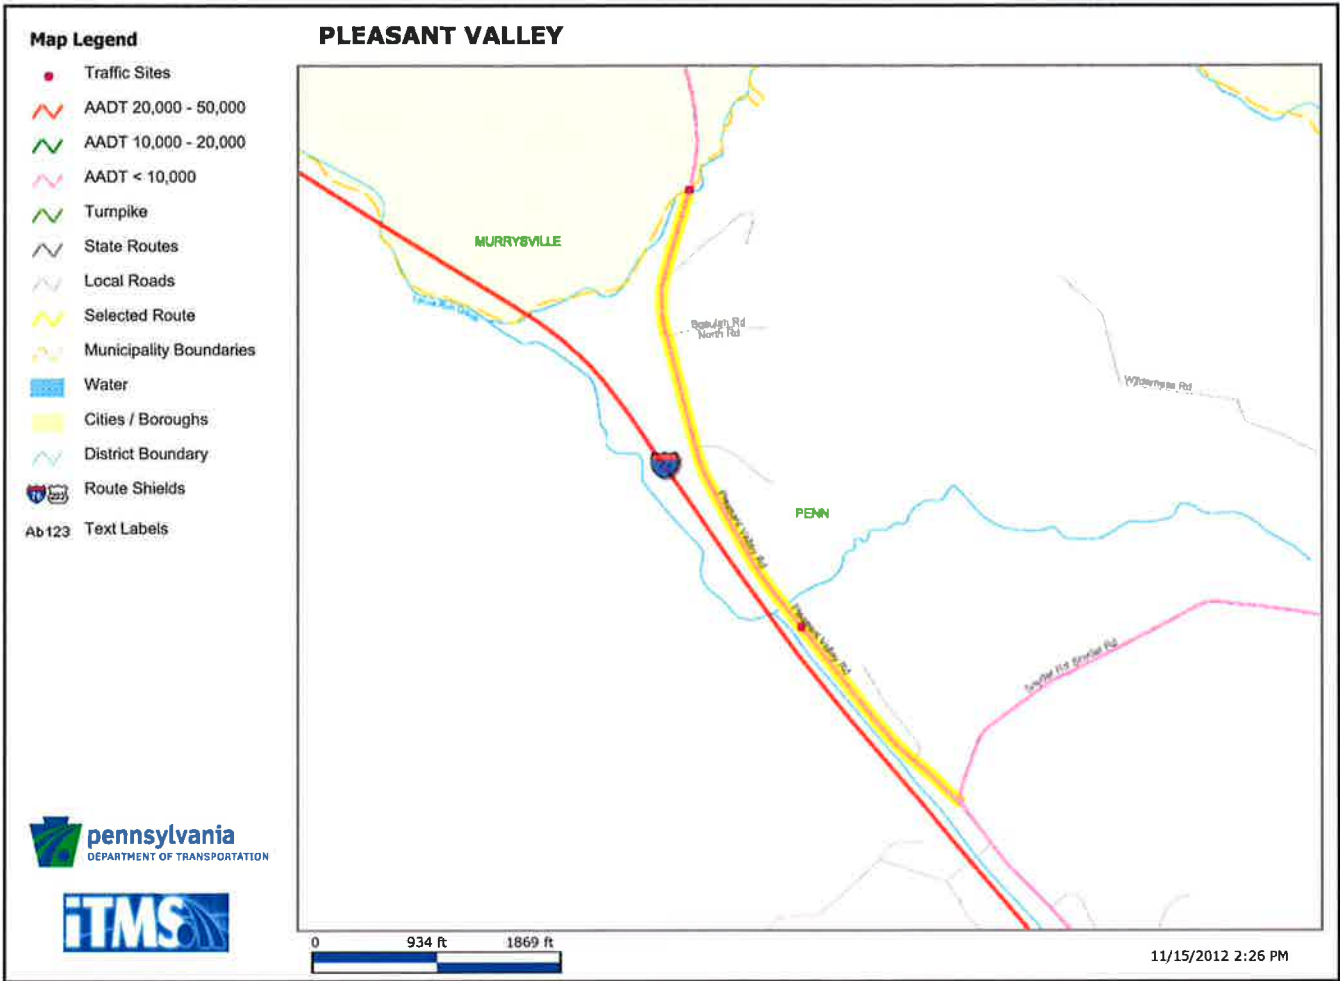 PLEASANT VALLEY
Map Legend
Traffic Sites
AADT 20,000 - 50,000
AADT 10,000 - 20,000
AADT < 10,000
Turnpike
State Routes
Local Roads
Selected Route
Municipality Boundaries
Water
Cities / Boroughs
District Boundary
Route Shields
Ab123 Text Labels
MURRYSVILLE
North Rd
Wilderness Rd
PENN
Pleasant Valley Rd
Pleasant Valley Rd
pennsylvania
DEPARTMENT OF TRANSPORTATION
iTMS
0 934 ft 1869 ft
11/15/2012 2:26 PM